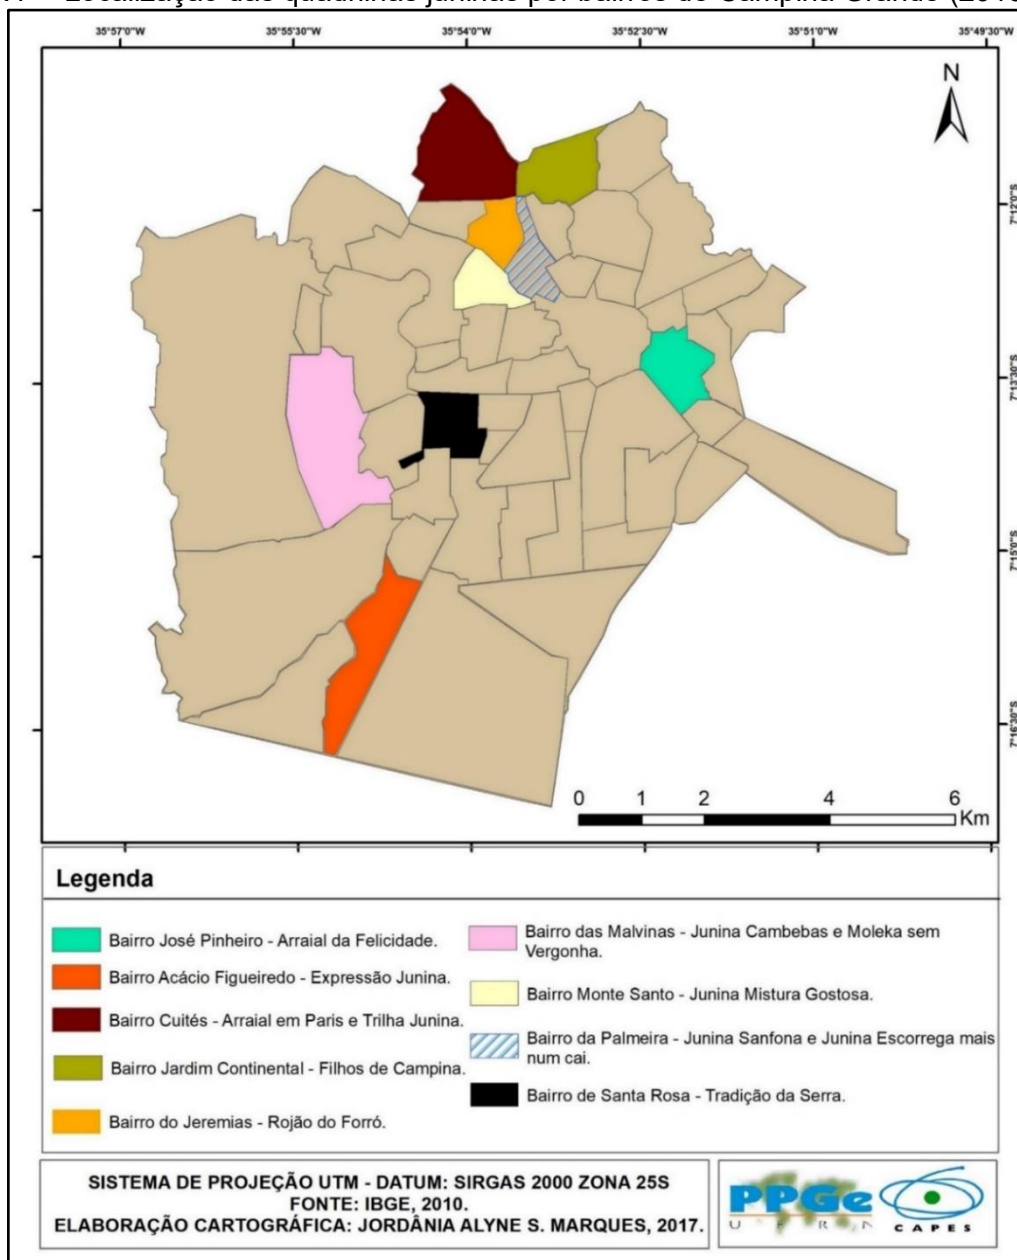 Localização das quadrilhas juninas por bairros de Campina Grande (201
35°57'0"W 35°55'30"W 35°54'0"W 35°52'30"W 35°51'0"W 35°49'30"W
N
7°12'0"S
7°13'30"S
7°15'0"S
7°16'30"S
0 1 2 4 6
Km
Legenda
Bairro José Pinheiro - Arraial da Felicidade.
Bairro Acácio Figueiredo - Expressão Junina.
Bairro Cuités - Arraial em Paris e Trilha Junina.
Bairro Jardim Continental - Filhos de Campina.
Bairro do Jeremias - Rojão do Forró.
Bairro das Malvinas - Junina Cambebas e Moleka sem
Vergonha.
Bairro Monte Santo - Junina Mistura Gostosa.
Bairro da Palmeira - Junina Sanfona e Junina Escorrega mais
num cai.
Bairro de Santa Rosa - Tradição da Serra.
SISTEMA DE PROJEÇÃO UTM - DATUM: SIRGAS 2000 ZONA 25S
FONTE: IBGE, 2010.
ELABORAÇÃO CARTOGRÁFICA: JORDÂNIA ALYNE S. MARQUES, 2017.
PPGe
U F R N
CAPES